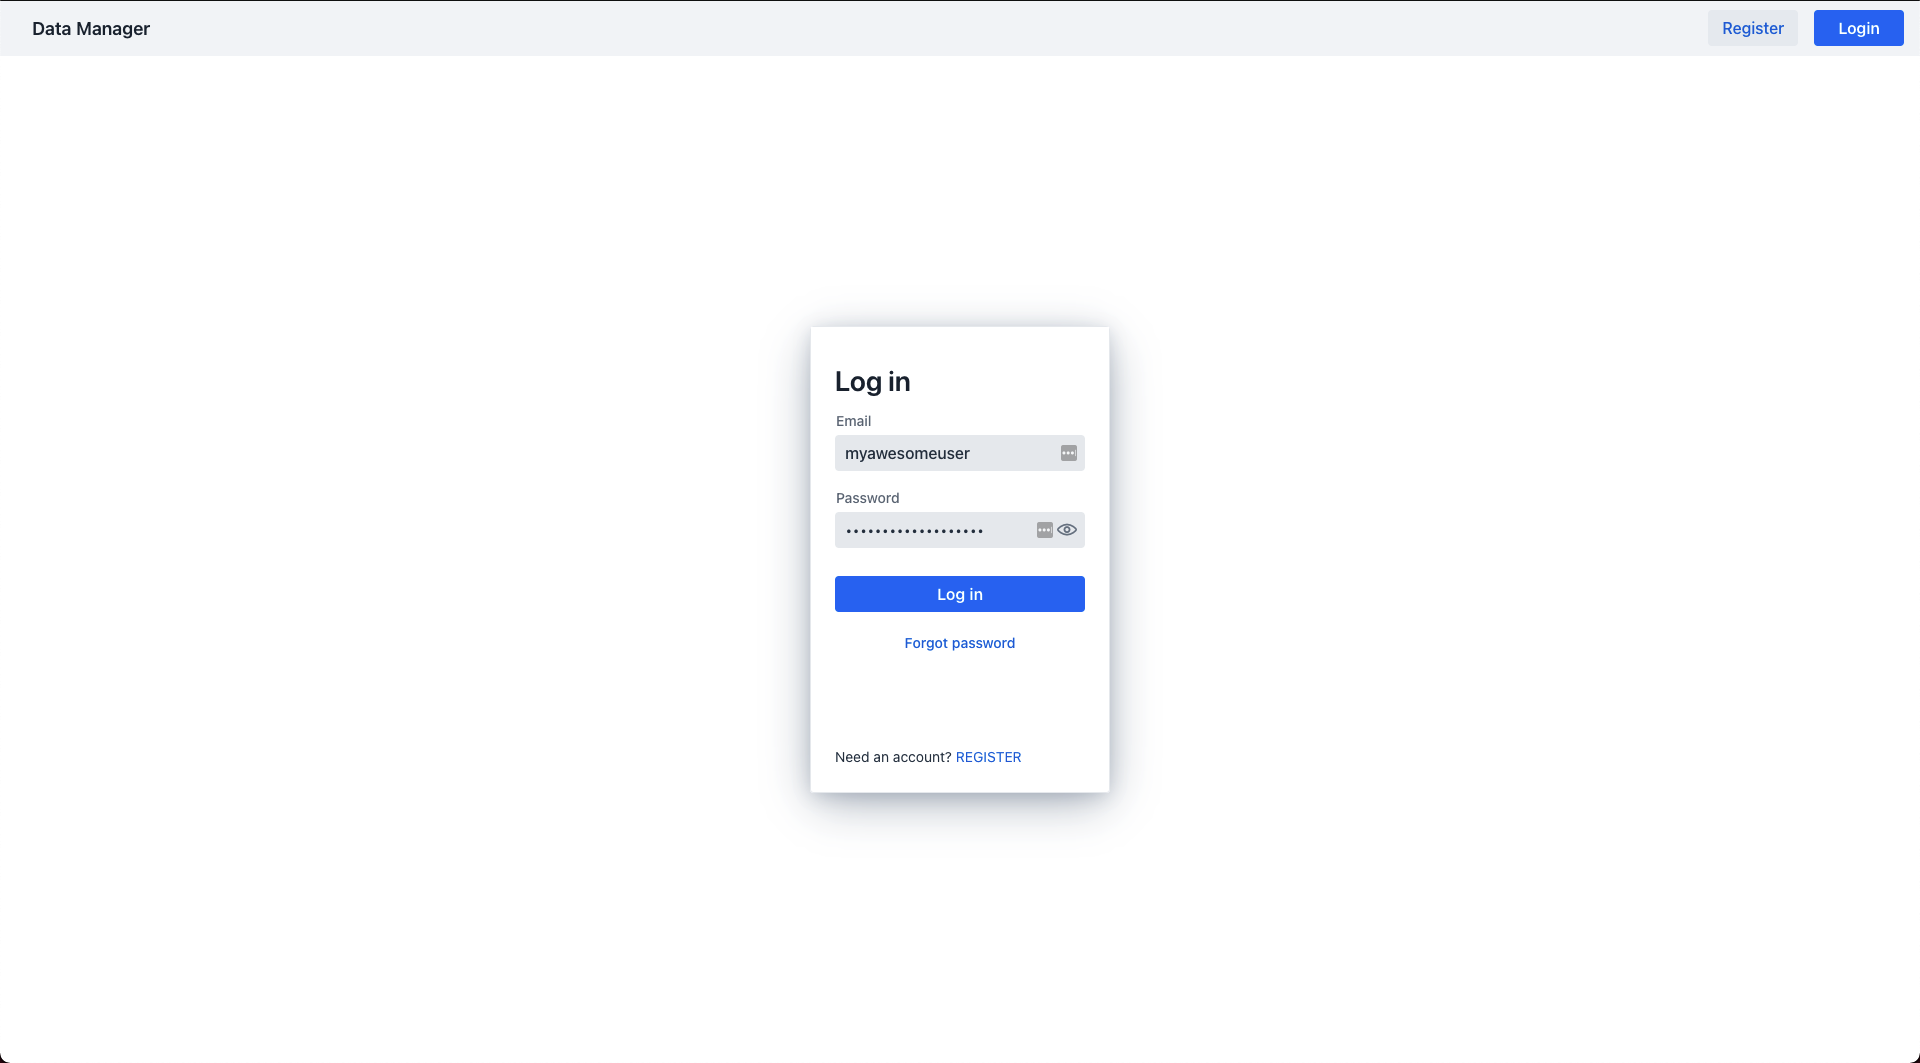 Data Manager
Register
Login
Log in
Email
myawesomeuser
Password
•••••••••••••••••••
Log in
Forgot password
Need an account? REGISTER